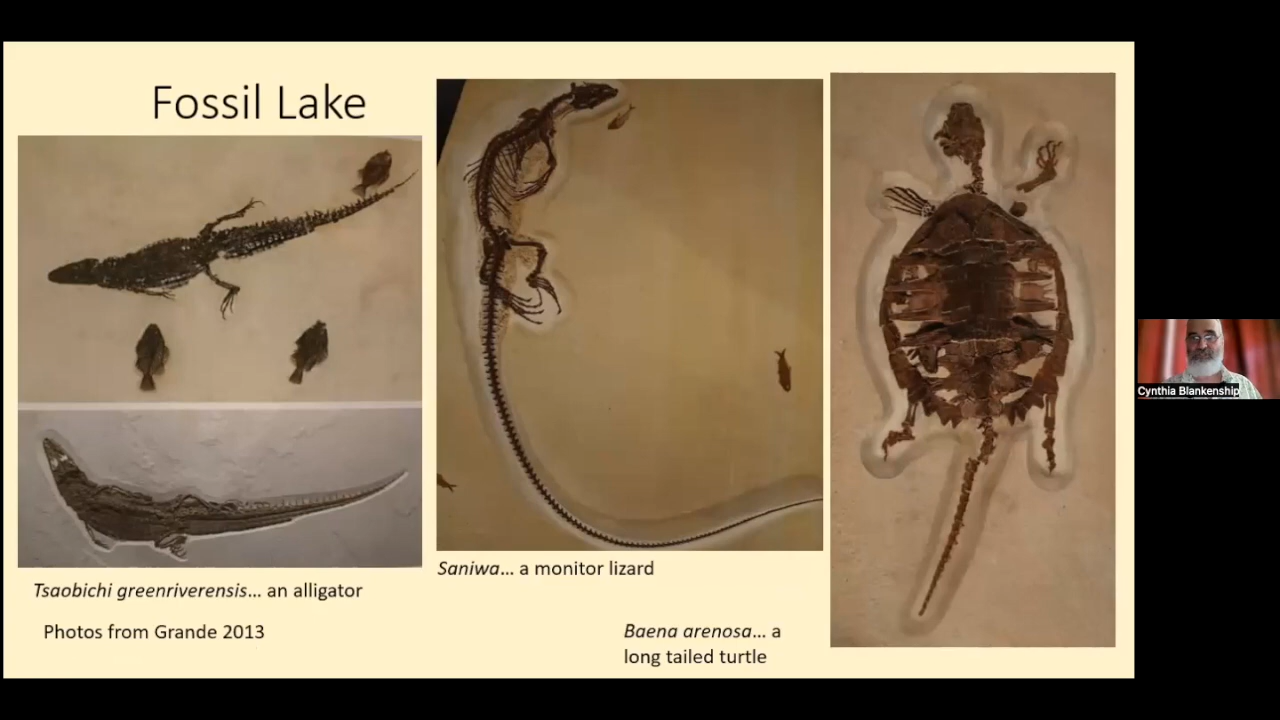 Fossil Lake
Tsaobichi greenriverensis... an alligator
Photos from Grande 2013
Saniwa... a monitor lizard
Baena arenosa... a
long tailed turtle
Cynthia Blankenship